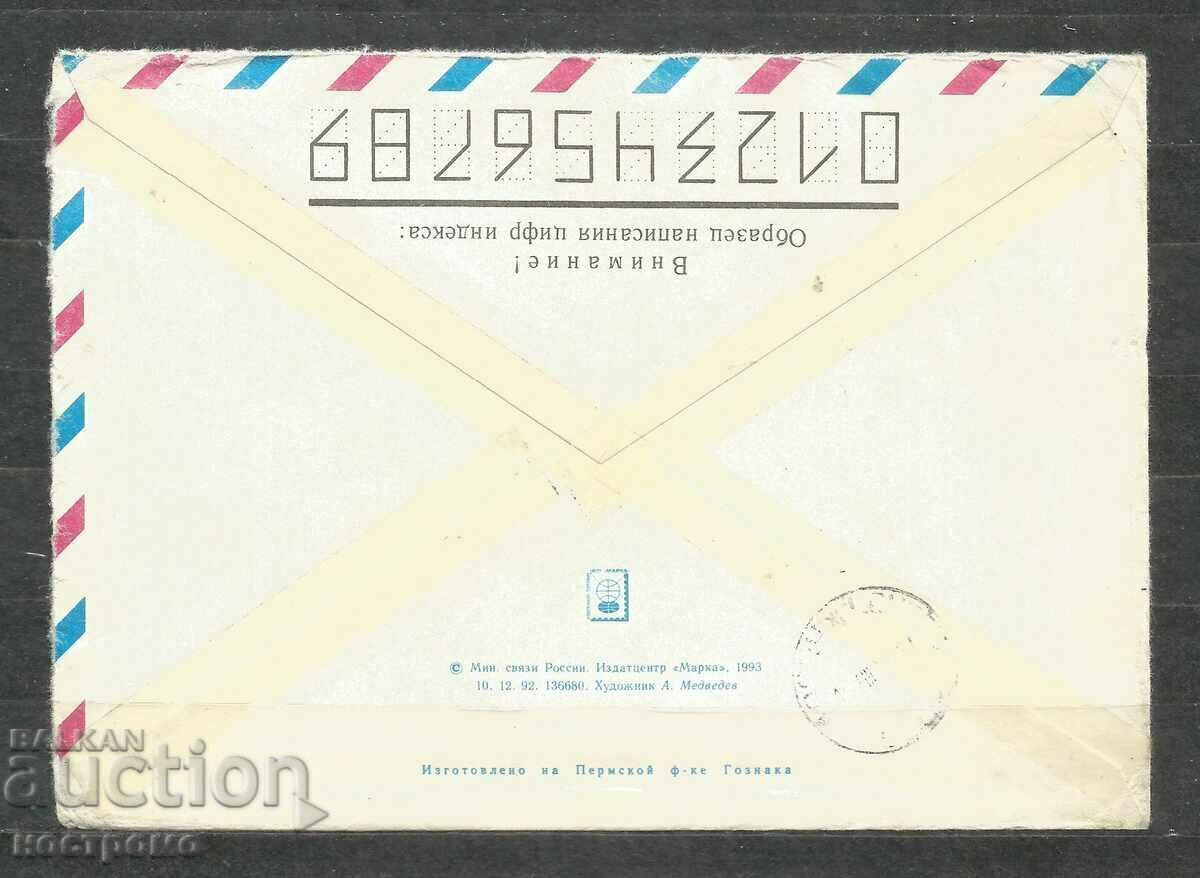 Внимание!
Образец написания цифр индекса:
0123456789
© Мин. связи России. Издатцентр «Марка», 1993
10. 12. 92. 136680. Художник А. Медведев
Изготовлено на Пермской ф-ке Гознака
BALKAN
auction
костромо